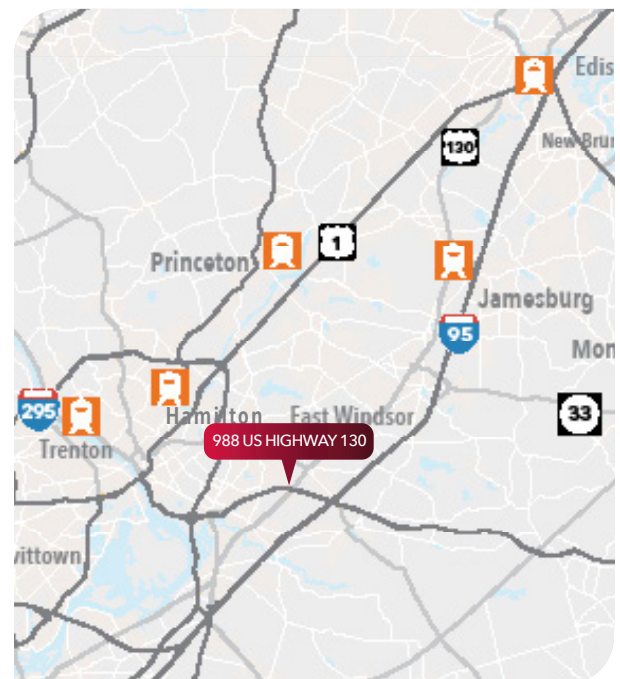 Edis
130
New Brun
1
Princeton
Jamesburg
95
Mon
295
33
Hamilton
East Windsor
Trenton
988 US HIGHWAY 130
vittown